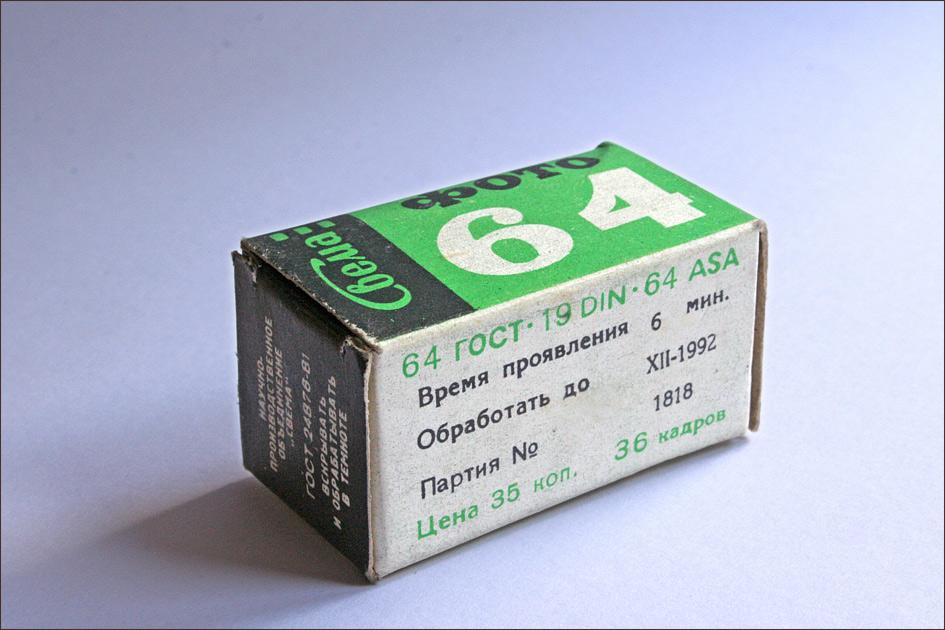 ФОТО
64
Свема
64 ГОСТ · 19 DIN · 64 ASA
Время проявления 6 мин.
Обработать до XII-1992
Партия № 1818
Цена 35 коп. 36 кадров
НАУЧНО-
ПРОИЗВОДСТВЕННОЕ
ОБЪЕДИНЕНИЕ
„СВЕМА"
ГОСТ 24876-81
ВСКРЫВАТЬ
И ОБРАБАТЫВАТЬ
В ТЕМНОТЕ